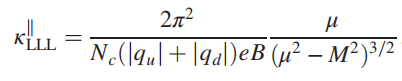 κ^∥_LLL = 2π² / (N_c(|q_u| + |q_d|)eB) μ / (μ² − M²)^{3/2}